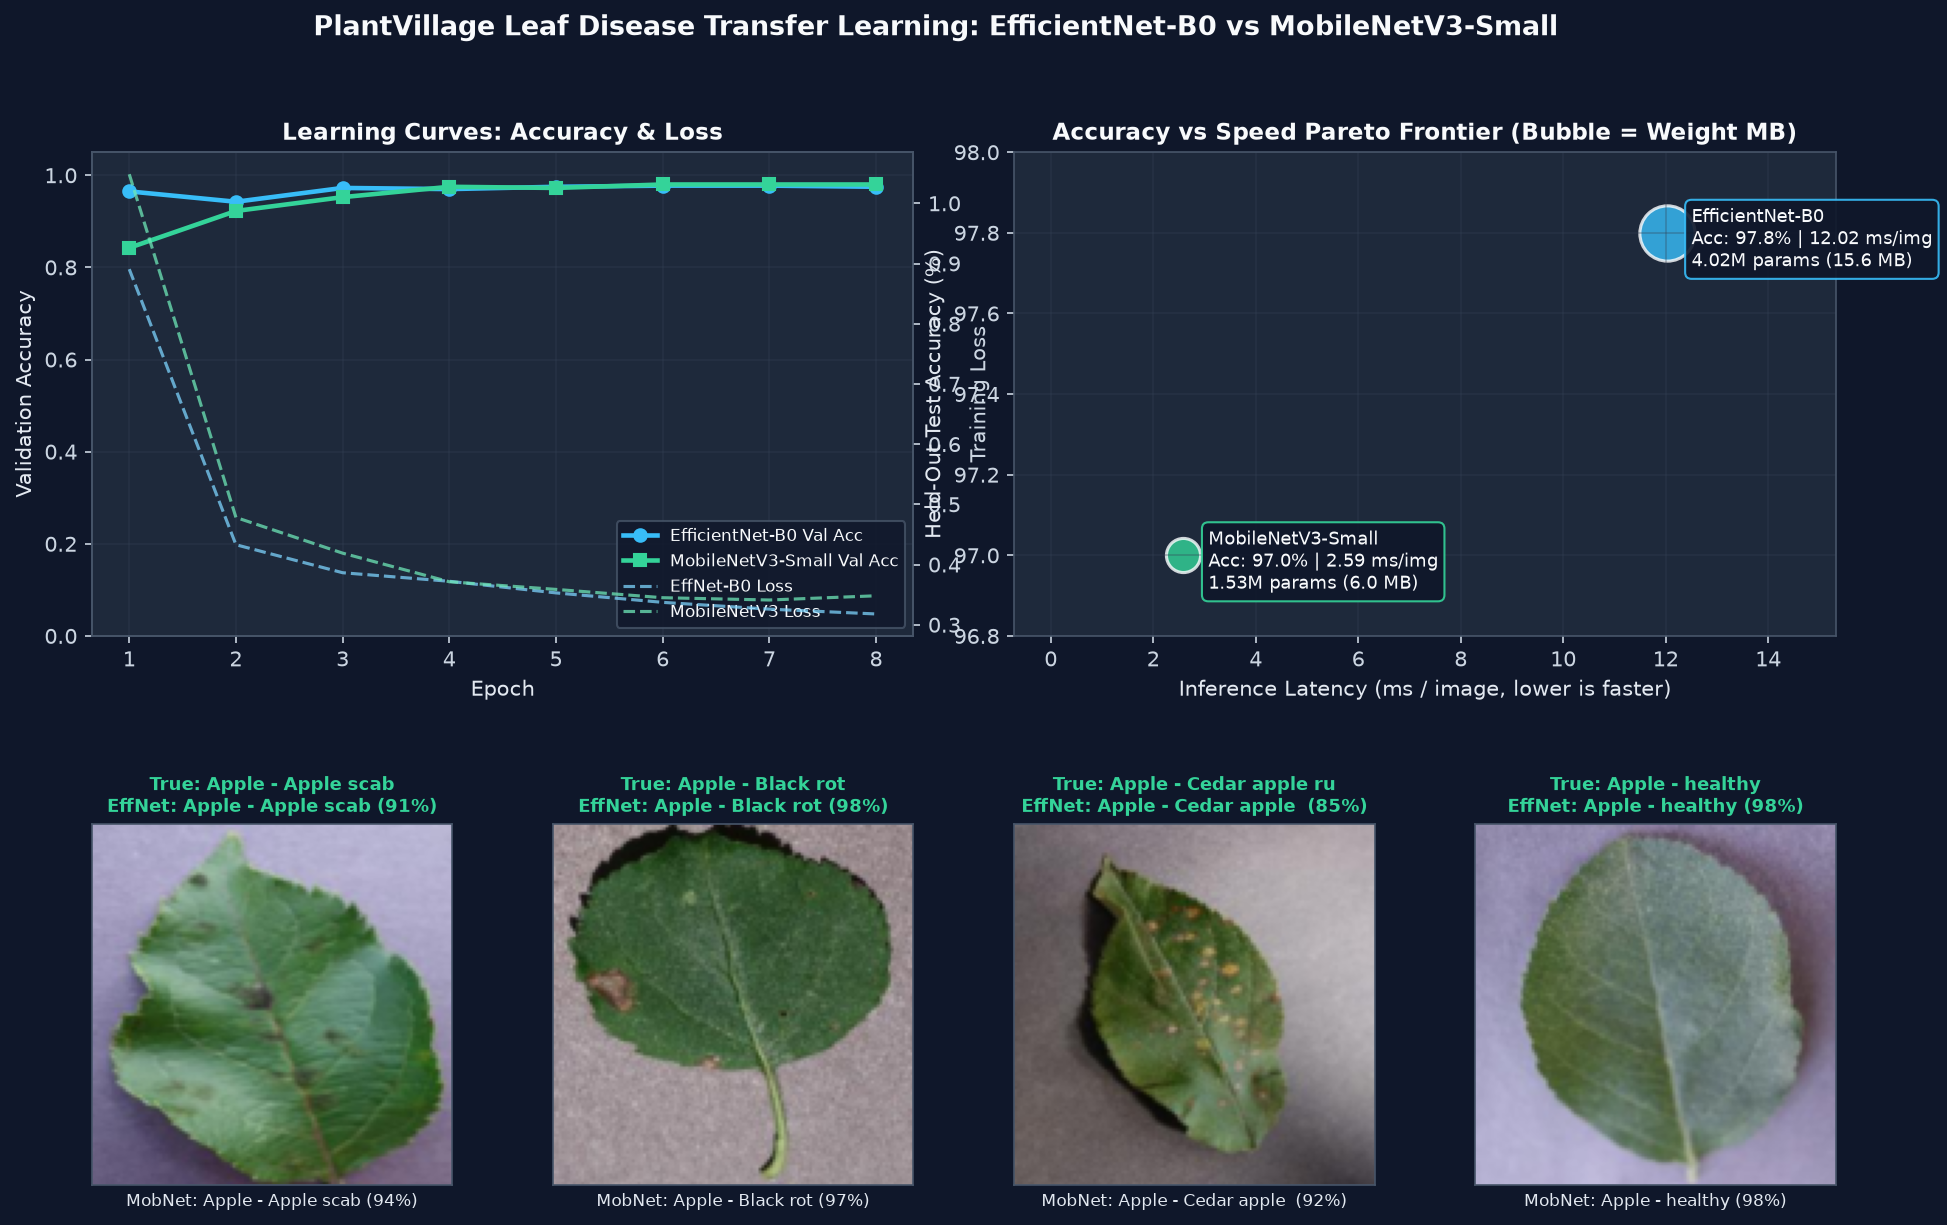 PlantVillage Leaf Disease Transfer Learning: EfficientNet-B0 vs MobileNetV3-Small
Learning Curves: Accuracy & Loss
Validation Accuracy
1.0
0.8
0.6
0.4
0.2
0.0
1 2 3 4 5 6 7 8
Epoch
1.0
0.9
0.8
0.7
0.6
0.5
0.4
0.3
Training Loss
EfficientNet-B0 Val Acc
MobileNetV3-Small Val Acc
EffNet-B0 Loss
MobileNetV3 Loss
Accuracy vs Speed Pareto Frontier (Bubble = Weight MB)
Held-Out Test Accuracy (%)
98.0
97.8
97.6
97.4
97.2
97.0
96.8
0 2 4 6 8 10 12 14
Inference Latency (ms / image, lower is faster)
EfficientNet-B0
Acc: 97.8% | 12.02 ms/img
4.02M params (15.6 MB)
MobileNetV3-Small
Acc: 97.0% | 2.59 ms/img
1.53M params (6.0 MB)
True: Apple - Apple scab
EffNet: Apple - Apple scab (91%)
MobNet: Apple - Apple scab (94%)
True: Apple - Black rot
EffNet: Apple - Black rot (98%)
MobNet: Apple - Black rot (97%)
True: Apple - Cedar apple ru
EffNet: Apple - Cedar apple  (85%)
MobNet: Apple - Cedar apple  (92%)
True: Apple - healthy
EffNet: Apple - healthy (98%)
MobNet: Apple - healthy (98%)